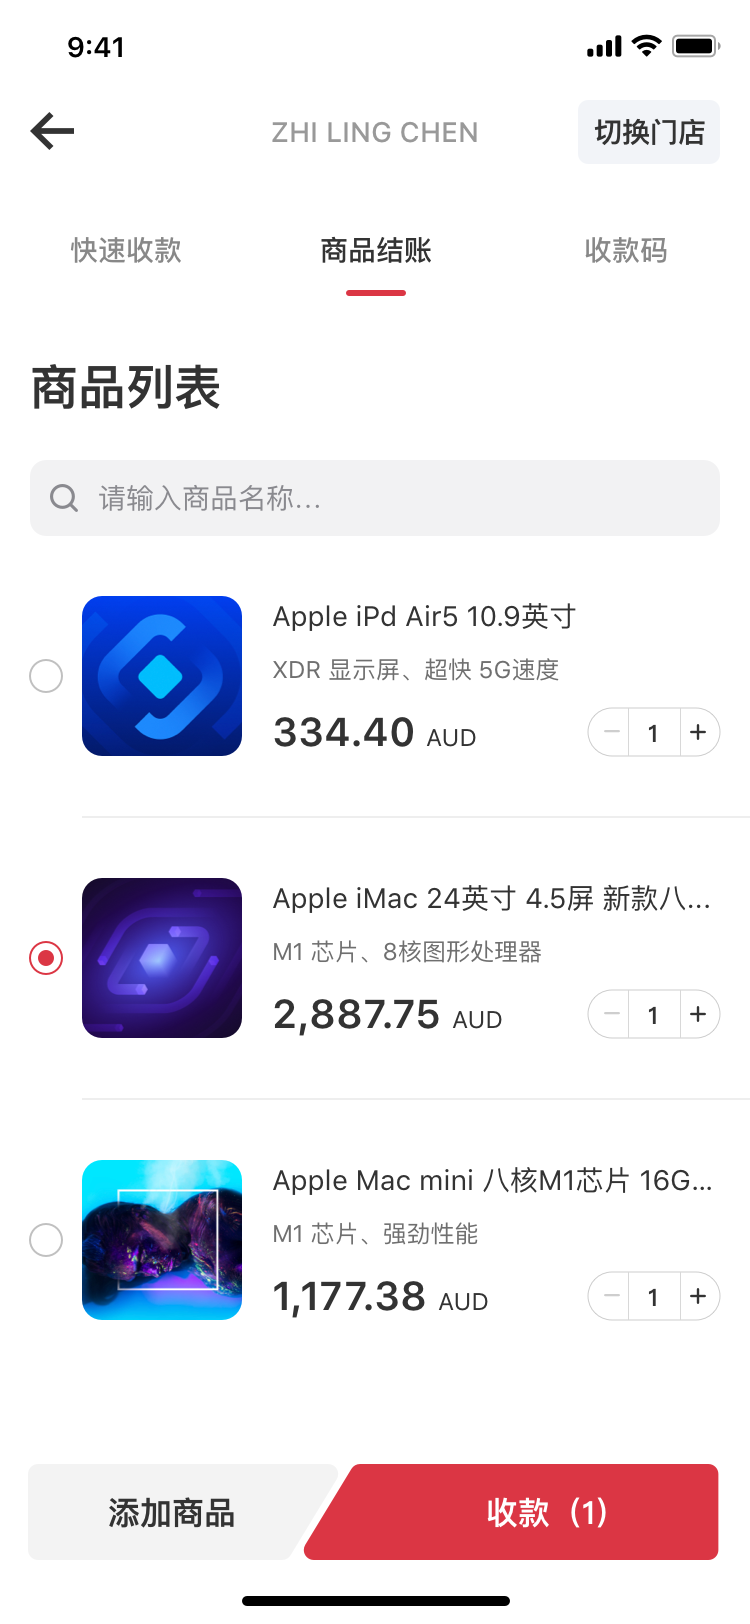 9:41
ZHI LING CHEN
切换门店
快速收款
商品结账
收款码
商品列表
请输入商品名称...
Apple iPd Air5 10.9英寸
XDR 显示屏、超快 5G速度
334.40 AUD
1
Apple iMac 24英寸 4.5屏 新款八...
M1 芯片、8核图形处理器
2,887.75 AUD
1
Apple Mac mini 八核M1芯片 16G...
M1 芯片、强劲性能
1,177.38 AUD
1
添加商品
收款（1）